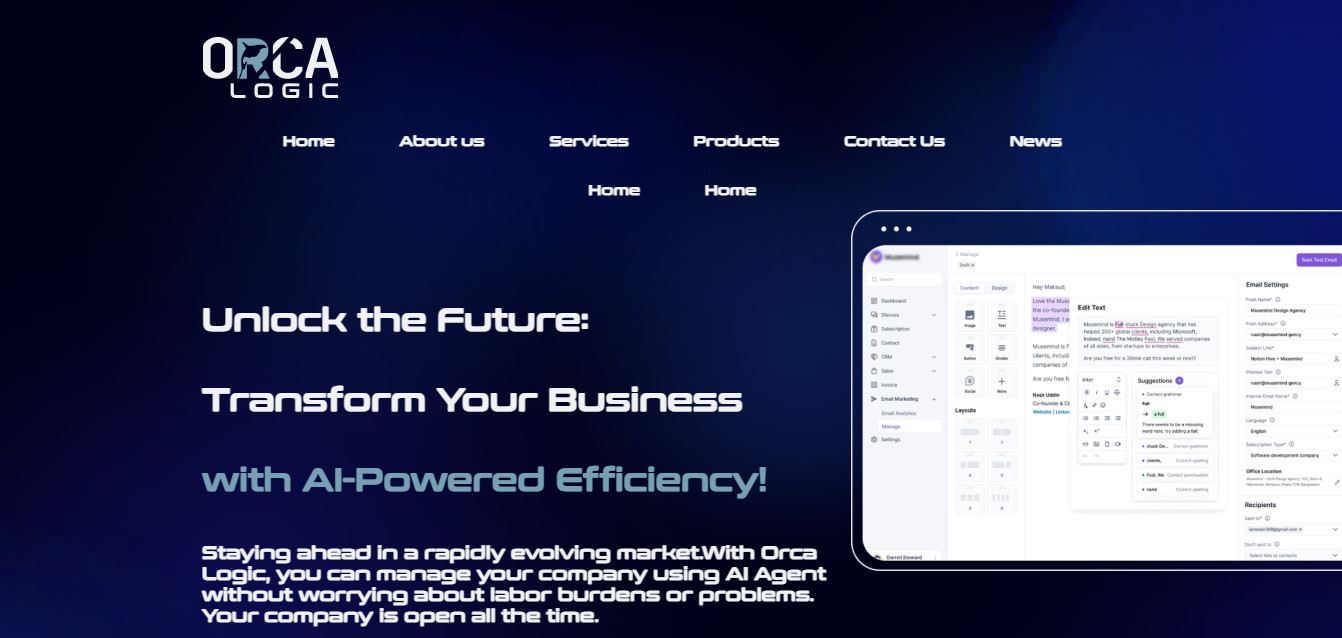 ORCA
LOGIC
Home About us Services Products Contact Us News
Home Home
Unlock the Future:
Transform Your Business
with AI-Powered Efficiency!
Staying ahead in a rapidly evolving market.With Orca
Logic, you can manage your company using AI Agent
without worrying about labor burdens or problems.
Your company is open all the time.
Musemind
Search
Dashboard
Discuss
Subscription
Contact
CRM
Sales
Invoice
Email Marketing
Email Analytics
Manage
Settings
Darrell Steward
Manage
Draft
Sent Test Email
Content Design
Image Text
Button Divider
Social More
Layouts
1 2
3 6
Hey Maksud,
Love the Muse
the co-founde
Musemind. I w
designer.
Musemind is F
clients, includi
companies of
Are you free f
Nasir Uddin
Co-founder & C
Website | Linke
Edit Text
Musemind is Full-stuck Design agency that has
helped 200+ global clients, including Microsoft,
Indeed, nand The Motley Fool, We served companies
of all sizes, from startups to enterprises.
Are you free for a 30min call this week or next?
Inter
Suggestions
Correct grammar
Full
→ a full
There seems to be a missing
word here. try adding a full.
stuck De... Correct grammar
clients, Correct spelling
Fool, We Correct punctuation
nand Correct spelling
Email Settings
From Name*
Musemind Design Agency
From Address*
nasir@musemind gency
Subject Line*
Notion Hive + Musemind
Preview Text
nasir@musemind gency
Internal Email Name*
Musemind
Language
English
Subscription Type*
Software development company
Office Location
Recipients
Sent to*
Don't sent to
Select lists or contacts